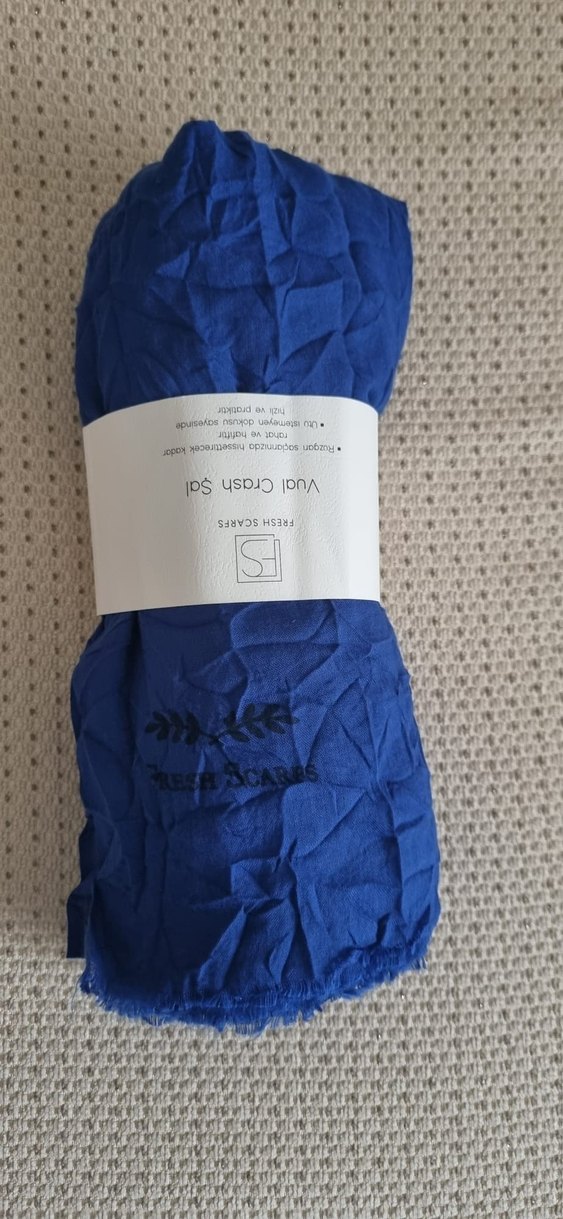 FS
FRESH SCARFS
Vual Crash Şal
• Rüzgarı saçlarınızda hissettirecek kadar
rahat ve hafiftir
• Ütü istemeyen dokusu sayesinde
hızlı ve pratiktir
FRESH SCARFS